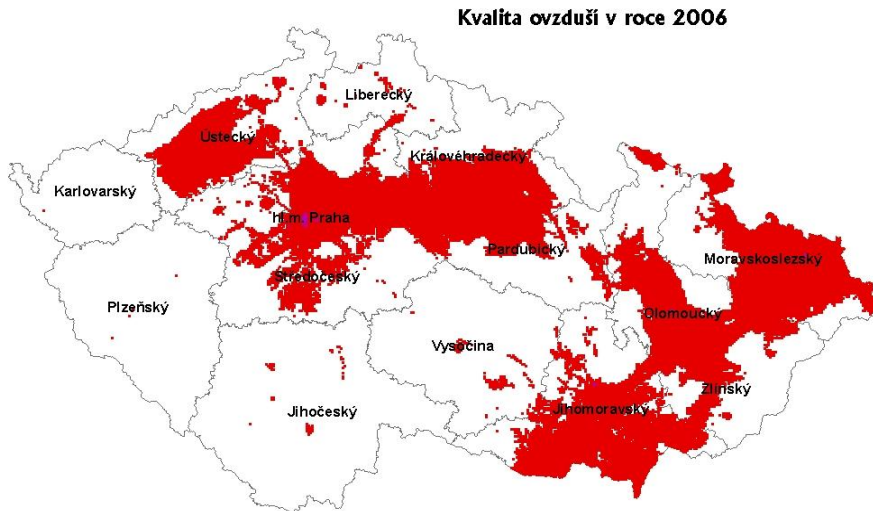 Kvalita ovzduší v roce 2006
Liberecký
Ústecký
Královéhradecký
Karlovarský
hl.m. Praha
Pardubický
Moravskoslezský
Středočeský
Plzeňský
Olomoucký
Vysočina
Zlínský
Jihočeský
Jihomoravský